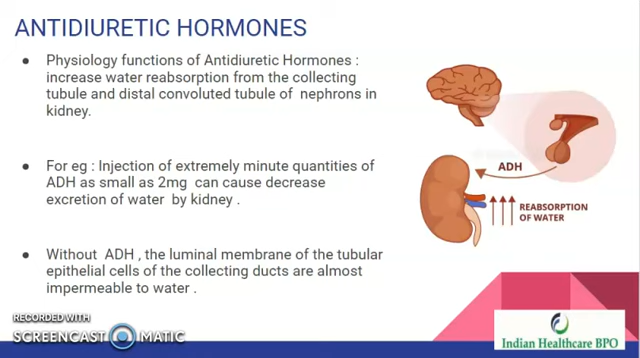 ANTIDIURETIC HORMONES
● Physiology functions of Antidiuretic Hormones :
increase water reabsorption from the collecting
tubule and distal convoluted tubule of nephrons in
kidney.
● For eg : Injection of extremely minute quantities of
ADH as small as 2mg can cause decrease
excretion of water by kidney .
● Without ADH , the luminal membrane of the tubular
epithelial cells of the collecting ducts are almost
impermeable to water .
ADH
REABSORPTION
OF WATER
RECORDED WITH
SCREENCAST MATIC
Indian Healthcare BPO